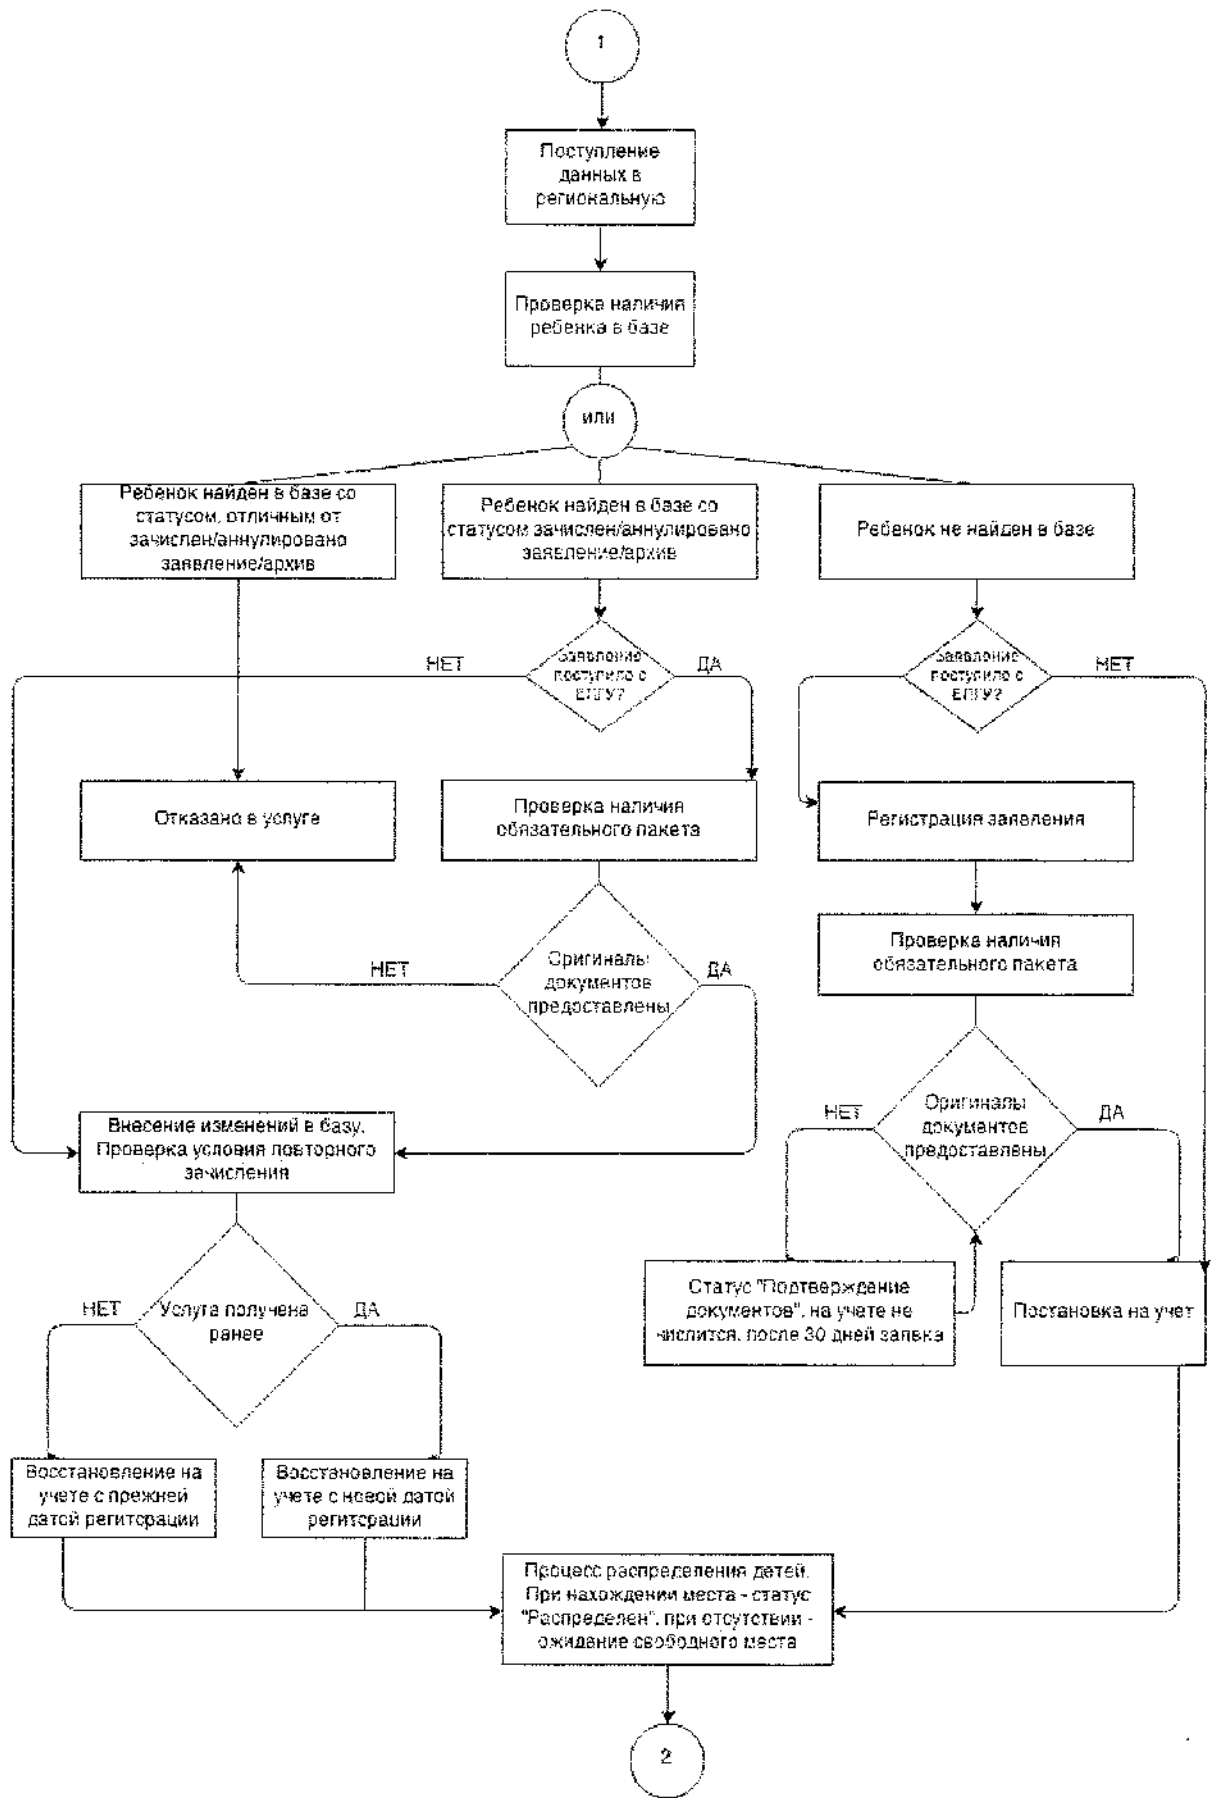 1
Поступление
данных в
региональную
Проверка наличия
ребенка в базе
или
Ребенок найден в базе со
статусом, отличным от
зачислен/аннулировано
заявление/архив
Ребенок найден в базе со
статусом зачислен/аннулировано
заявление/архив
Ребенок не найден в базе
НЕТ
Заявление
поступило с
ЕПГУ?
ДА
Заявление
поступило с
ЕПГУ?
НЕТ
Отказано в услуге
Проверка наличия
обязательного пакета
Регистрация заявления
Проверка наличия
обязательного пакета
НЕТ
Оригиналы
документов
предоставлены
ДА
НЕТ
Оригиналы
документов
предоставлены
ДА
Внесение изменений в базу.
Проверка условия повторного
зачисления
НЕТ
Услуга получена
ранее
ДА
Статус "Подтверждение
документов", на учете не
числится, после 30 дней заявка
Постановка на учет
Восстановление на
учете с прежней
датой регитсрации
Восстановление на
учете с новой датой
регитсрации
Процесс распределения детей.
При нахождении места - статус
"Распределен", при отсутствии -
ожидание свободного места
2